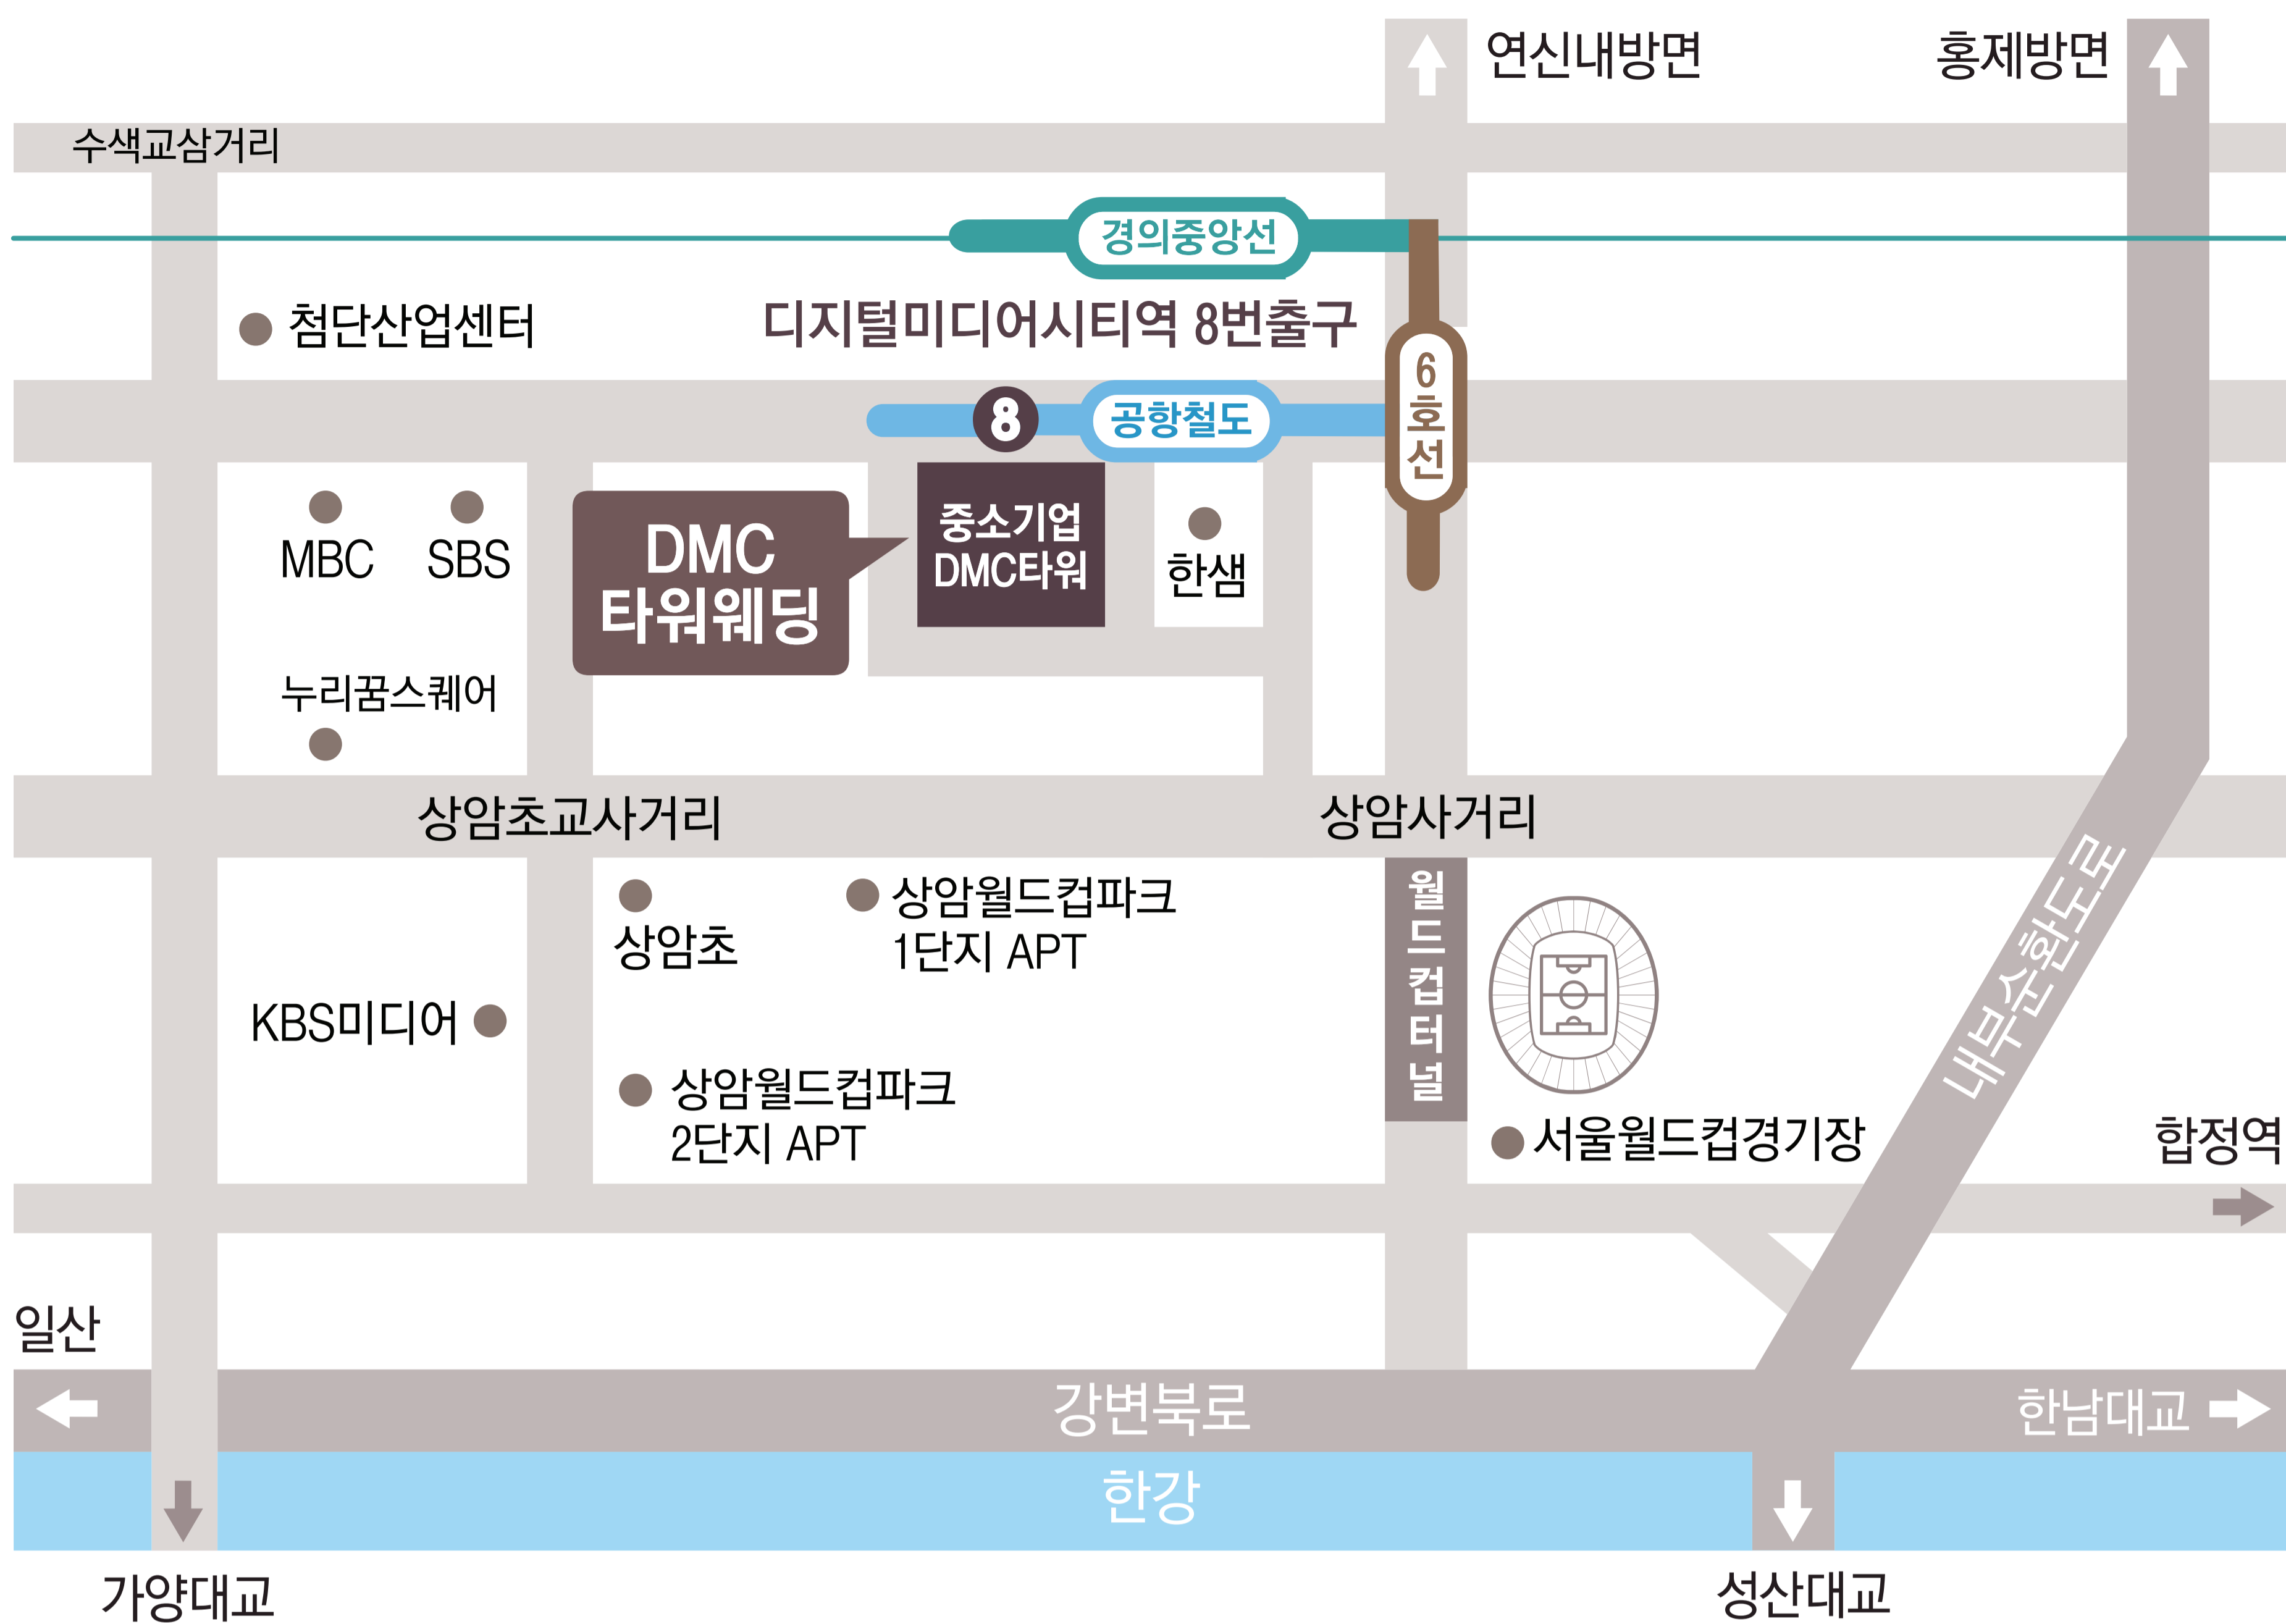 연신내방면
홍제방면
수색교삼거리
경의중앙선
첨단산업센터
디지털미디어시티역 8번출구
6호선
8
공항철도
MBC
SBS
DMC
타워웨딩
중소기업
DMC타워
한샘
누리꿈스퀘어
상암초교사거리
상암사거리
월드컵터널
내부순환도로
상암초
상암월드컵파크
1단지 APT
KBS미디어
상암월드컵파크
2단지 APT
서울월드컵경기장
합정역
일산
강변북로
한남대교
한강
가양대교
성산대교